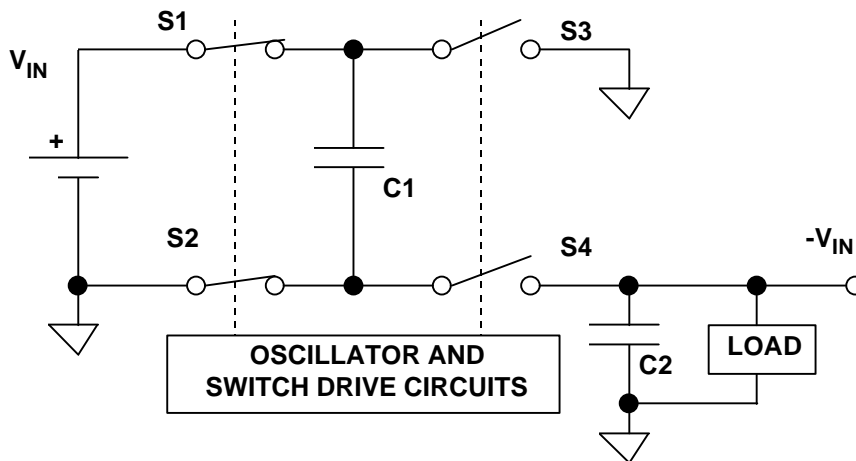 S1
S3
V_IN
+
C1
S2
S4
-V_IN
OSCILLATOR AND
SWITCH DRIVE CIRCUITS
C2
LOAD